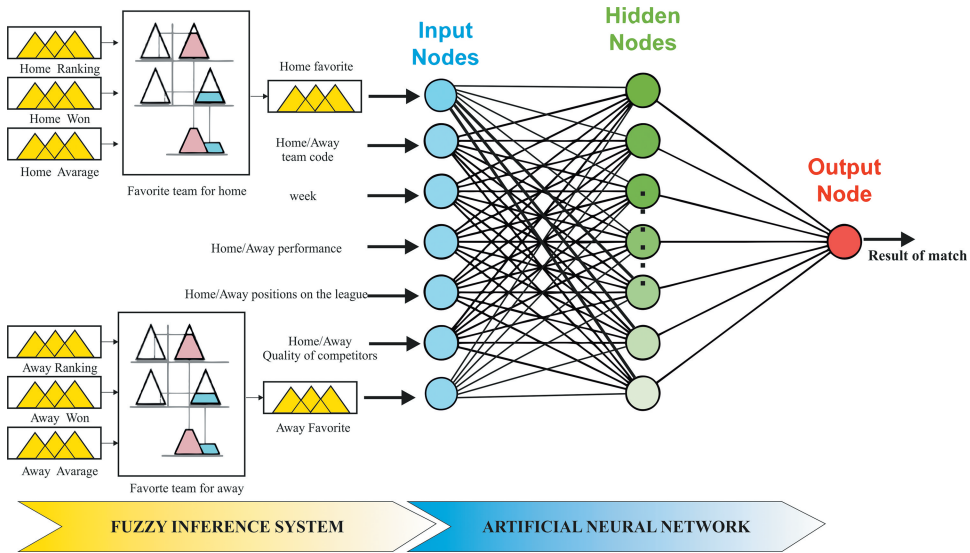 Home Ranking
Home Won
Home Avarage
Favorite team for home
Home favorite
Home/Away
team code
week
Home/Away performance
Home/Away positions on the league
Home/Away
Quality of competitors
Away Ranking
Away Won
Away Avarage
Favorte team for away
Away Favorite
Input
Nodes
Hidden
Nodes
Output
Node
Result of match
FUZZY INFERENCE SYSTEM
ARTIFICIAL NEURAL NETWORK